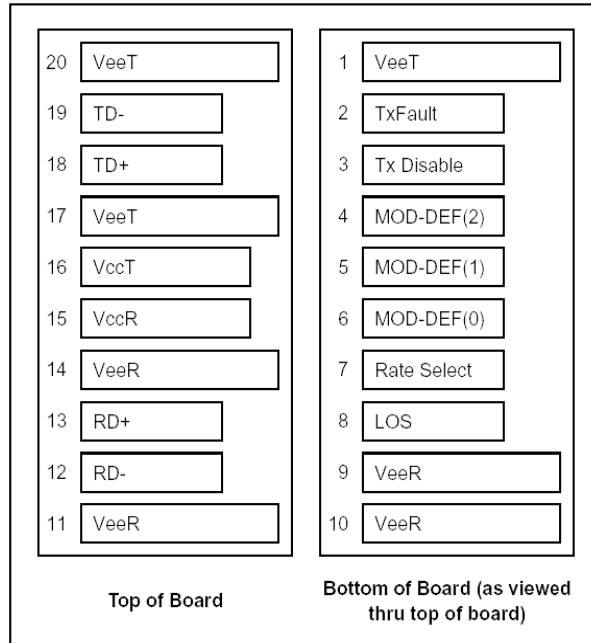 20 VeeT
19 TD-
18 TD+
17 VeeT
16 VccT
15 VccR
14 VeeR
13 RD+
12 RD-
11 VeeR
Top of Board
1 VeeT
2 TxFault
3 Tx Disable
4 MOD-DEF(2)
5 MOD-DEF(1)
6 MOD-DEF(0)
7 Rate Select
8 LOS
9 VeeR
10 VeeR
Bottom of Board (as viewed
thru top of board)